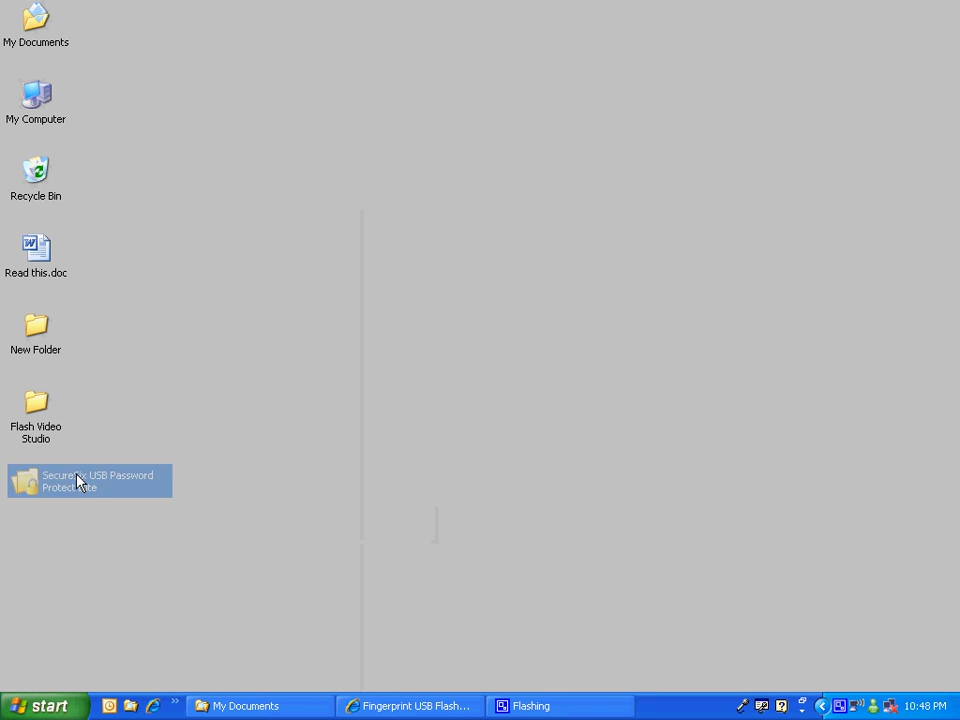 My Documents
My Computer
Recycle Bin
Read this.doc
New Folder
Flash Video
Studio
USB Password
start
My Documents
Fingerprint USB Flash...
Flashing
10:48 PM